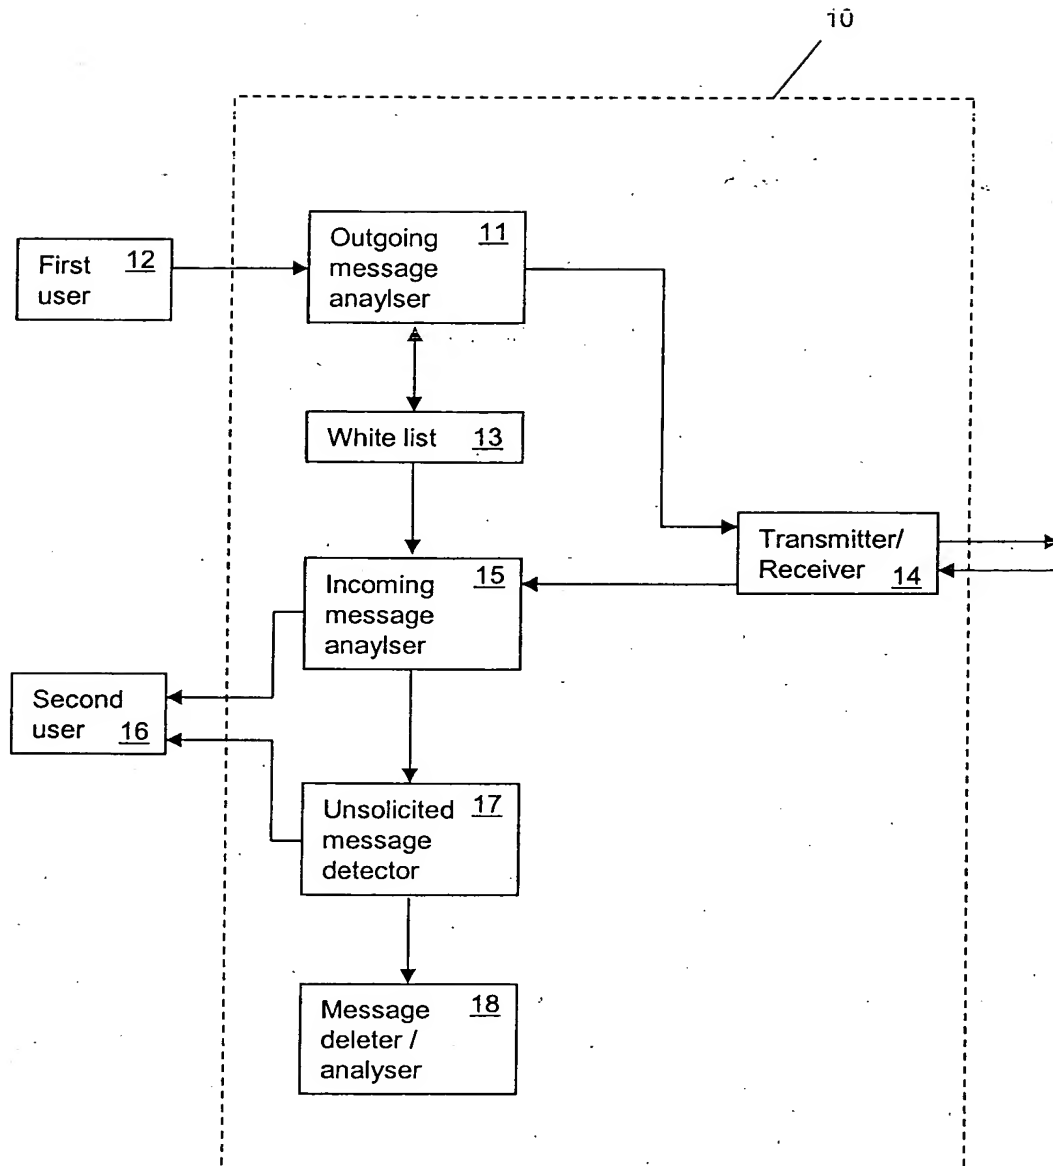 10
Outgoing 11
message
anaylser
First 12
user
White list 13
Transmitter/
Receiver 14
Incoming 15
message
anaylser
Second
user 16
Unsolicited 17
message
detector
Message 18
deleter /
analyser